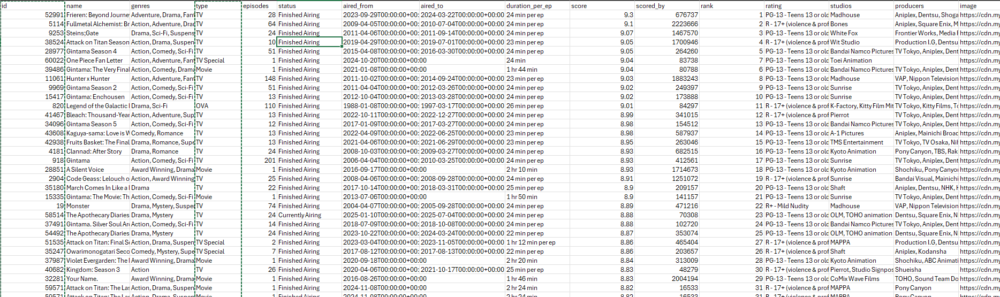 id name genres type episodes status aired_from aired_to duration_per_ep score scored_by rank rating studios producers image
52991 Frieren: Beyond Journe Adventure, Drama, Fan TV 28 Finished Airing 2023-09-29T00:00:00+00: 2024-03-22T00:00:00+00:00 24 min per ep 9.3 676737 1 PG-13 - Teens 13 or old Madhouse Aniplex, Dentsu, Shoga https://cdn.my
5114 Fullmetal Alchemist: Br Action, Adventure, Dra TV 64 Finished Airing 2009-04-05T00:00:00+00: 2010-07-04T00:00:00+00:00 24 min per ep 9.1 2223666 2 R - 17+ (violence & prof Bones Aniplex, Square Enix, M https://cdn.my
9253 Steins;Gate Drama, Sci-Fi, Suspens TV 24 Finished Airing 2011-04-06T00:00:00+00: 2011-09-14T00:00:00+00:00 24 min per ep 9.07 1467570 3 PG-13 - Teens 13 or old White Fox Frontier Works, Media F https://cdn.my
38524 Attack on Titan Season Action, Drama, Suspen TV 10 Finished Airing 2019-04-29T00:00:00+00: 2019-07-01T00:00:00+00:00 23 min per ep 9.05 1700946 4 R - 17+ (violence & prof Wit Studio Production I.G, Dentsu https://cdn.my
28977 Gintama Season 4 Action, Comedy, Sci-Fi TV 51 Finished Airing 2015-04-08T00:00:00+00: 2016-03-30T00:00:00+00:00 24 min per ep 9.05 264260 5 PG-13 - Teens 13 or old Bandai Namco Pictures TV Tokyo, Aniplex, Dent https://cdn.my
60022 One Piece Fan Letter Action, Adventure, Fant TV Special 1 Finished Airing 2024-10-20T00:00:00+00:00 24 min 9.04 83738 7 PG-13 - Teens 13 or old Toei Animation https://cdn.my
39486 Gintama: The Very Final Action, Comedy, Drama Movie 1 Finished Airing 2021-01-08T00:00:00+00:00 1 hr 44 min 9.04 80788 6 PG-13 - Teens 13 or old Bandai Namco Pictures TV Tokyo, Aniplex, Dent https://cdn.my
11061 Hunter x Hunter Action, Adventure, Fan TV 148 Finished Airing 2011-10-02T00:00:00+00: 2014-09-24T00:00:00+00:00 23 min per ep 9.03 1883243 8 PG-13 - Teens 13 or old Madhouse VAP, Nippon Television https://cdn.my
9969 Gintama Season 2 Action, Comedy, Sci-Fi TV 51 Finished Airing 2011-04-04T00:00:00+00: 2012-03-26T00:00:00+00:00 24 min per ep 9.02 249397 9 PG-13 - Teens 13 or old Sunrise TV Tokyo, Aniplex, Dent https://cdn.my
15417 Gintama: Enchousen Action, Comedy, Sci-Fi TV 13 Finished Airing 2012-10-04T00:00:00+00: 2013-03-28T00:00:00+00:00 24 min per ep 9.02 173888 10 PG-13 - Teens 13 or old Sunrise TV Tokyo, Aniplex, Dent https://cdn.my
820 Legend of the Galactic Drama, Sci-Fi OVA 110 Finished Airing 1988-01-08T00:00:00+00: 1997-03-17T00:00:00+00:00 26 min per ep 9.01 84297 11 R - 17+ (violence & prof K-Factory, Kitty Film Mit TV Tokyo, Kitty Films, To https://cdn.my
41467 Bleach: Thousand-Year Action, Adventure, Sup TV 13 Finished Airing 2022-10-11T00:00:00+00: 2022-12-27T00:00:00+00:00 24 min per ep 8.99 341015 12 R - 17+ (violence & prof Pierrot TV Tokyo, Aniplex, Dent https://cdn.my
34096 Gintama Season 5 Action, Comedy, Sci-Fi TV 12 Finished Airing 2017-01-09T00:00:00+00: 2017-03-27T00:00:00+00:00 24 min per ep 8.98 154512 13 PG-13 - Teens 13 or old Bandai Namco Pictures TV Tokyo, Aniplex, Dent https://cdn.my
43608 Kaguya-sama: Love is W Comedy, Romance TV 13 Finished Airing 2022-04-09T00:00:00+00: 2022-06-25T00:00:00+00:00 23 min per ep 8.98 587937 14 PG-13 - Teens 13 or old A-1 Pictures Aniplex, Mainichi Broad https://cdn.my
42938 Fruits Basket: The Final Drama, Romance, Supe TV 13 Finished Airing 2021-04-06T00:00:00+00: 2021-06-29T00:00:00+00:00 23 min per ep 8.95 263046 15 PG-13 - Teens 13 or old TMS Entertainment TV Tokyo, TV Osaka, Nih https://cdn.my
4181 Clannad: After Story Drama, Romance TV 24 Finished Airing 2008-10-03T00:00:00+00: 2009-03-27T00:00:00+00:00 24 min per ep 8.93 682515 16 PG-13 - Teens 13 or old Kyoto Animation Pony Canyon, TBS, Rak https://cdn.my
918 Gintama Action, Comedy, Sci-Fi TV 201 Finished Airing 2006-04-04T00:00:00+00: 2010-03-25T00:00:00+00:00 24 min per ep 8.93 412561 17 PG-13 - Teens 13 or old Sunrise TV Tokyo, Aniplex, Dent https://cdn.my
28851 A Silent Voice Award Winning, Drama Movie 1 Finished Airing 2016-09-17T00:00:00+00:00 2 hr 10 min 8.93 1714673 18 PG-13 - Teens 13 or old Kyoto Animation Shochiku, Pony Canyon https://cdn.my
2904 Code Geass: Lelouch o Action, Award Winning TV 25 Finished Airing 2008-04-06T00:00:00+00: 2008-09-28T00:00:00+00:00 24 min per ep 8.91 1251072 19 R - 17+ (violence & prof Sunrise Bandai Visual, Mainichi https://cdn.my
35180 March Comes In Like a Drama TV 22 Finished Airing 2017-10-14T00:00:00+00: 2018-03-31T00:00:00+00:00 25 min per ep 8.9 209157 20 PG-13 - Teens 13 or old Shaft Aniplex, Dentsu, NHK, H https://cdn.my
15335 Gintama: The Movie: Th Action, Comedy, Sci-Fi Movie 1 Finished Airing 2013-07-06T00:00:00+00:00 1 hr 50 min 8.9 141157 21 PG-13 - Teens 13 or old Sunrise TV Tokyo, Aniplex, Dent https://cdn.my
19 Monster Drama, Mystery, Suspe TV 74 Finished Airing 2004-04-07T00:00:00+00: 2005-09-28T00:00:00+00:00 24 min per ep 8.89 471216 22 R+ - Mild Nudity Madhouse VAP, Nippon Television https://cdn.my
58514 The Apothecary Diaries Drama, Mystery TV 24 Currently Airing 2025-01-10T00:00:00+00: 2025-07-04T00:00:00+00:00 24 min per ep 8.88 70308 23 PG-13 - Teens 13 or old OLM, TOHO animation Dentsu, Square Enix, N https://cdn.my
37491 Gintama. Silver Soul Arc Action, Comedy, Sci-Fi TV 14 Finished Airing 2018-07-09T00:00:00+00: 2018-10-08T00:00:00+00:00 24 min per ep 8.88 102720 24 PG-13 - Teens 13 or old Bandai Namco Pictures TV Tokyo, Aniplex, Dent https://cdn.my
54492 The Apothecary Diaries Drama, Mystery TV 24 Finished Airing 2023-10-22T00:00:00+00: 2024-03-24T00:00:00+00:00 22 min per ep 8.87 353074 25 PG-13 - Teens 13 or old OLM, TOHO animation Dentsu, Square Enix, N https://cdn.my
51535 Attack on Titan: Final Se Action, Drama, Suspen TV Special 2 Finished Airing 2023-03-04T00:00:00+00: 2023-11-05T00:00:00+00:00 1 hr 12 min per ep 8.86 465404 27 R - 17+ (violence & prof MAPPA Production I.G, Dentsu https://cdn.my
35247 Owarimonogatari Seco Comedy, Mystery, Supe TV Special 7 Finished Airing 2017-08-12T00:00:00+00: 2017-08-13T00:00:00+00:00 22 min per ep 8.86 203657 26 R - 17+ (violence & prof Shaft Aniplex, Kodansha https://cdn.my
37987 Violet Evergarden: The Award Winning, Drama Movie 1 Finished Airing 2020-09-18T00:00:00+00:00 2 hr 20 min 8.84 313009 28 PG-13 - Teens 13 or old Kyoto Animation Shochiku, ABC Animati https://cdn.my
40682 Kingdom: Season 3 Action TV 26 Finished Airing 2020-04-06T00:00:00+00: 2021-10-17T00:00:00+00:00 25 min per ep 8.83 48279 30 R - 17+ (violence & prof Pierrot, Studio Signpos Shueisha https://cdn.my
32281 Your Name. Award Winning, Drama Movie 1 Finished Airing 2016-08-26T00:00:00+00:00 1 hr 46 min 8.83 2004194 29 PG-13 - Teens 13 or old CoMix Wave Films TOHO, Sound Team Do https://cdn.my
59571 Attack on Titan: The Las Action, Drama, Suspen Movie 1 Finished Airing 2024-11-08T00:00:00+00:00 2 hr 24 min 8.82 16533 31 R - 17+ (violence & prof MAPPA Pony Canyon https://cdn.my
59571 Attack on Titan: The Las Action, Drama, Suspen Movie 1 Finished Airing 2024-11-08T00:00:00+00:00 2 hr 24 min 8.82 16533 31 R - 17+ (violence & prof MAPPA Pony Canyon https://cdn.my